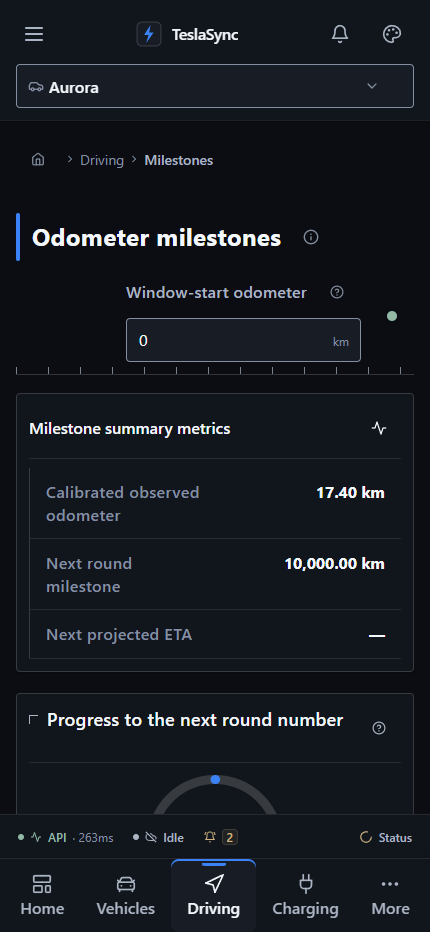 TeslaSync
Aurora
Driving
Milestones
Odometer milestones
Window-start odometer
0
km
Milestone summary metrics
Calibrated observed
odometer
17.40 km
Next round
milestone
10,000.00 km
Next projected ETA
—
Progress to the next round number
API · 263ms
Idle
2
Status
Home
Vehicles
Driving
Charging
More